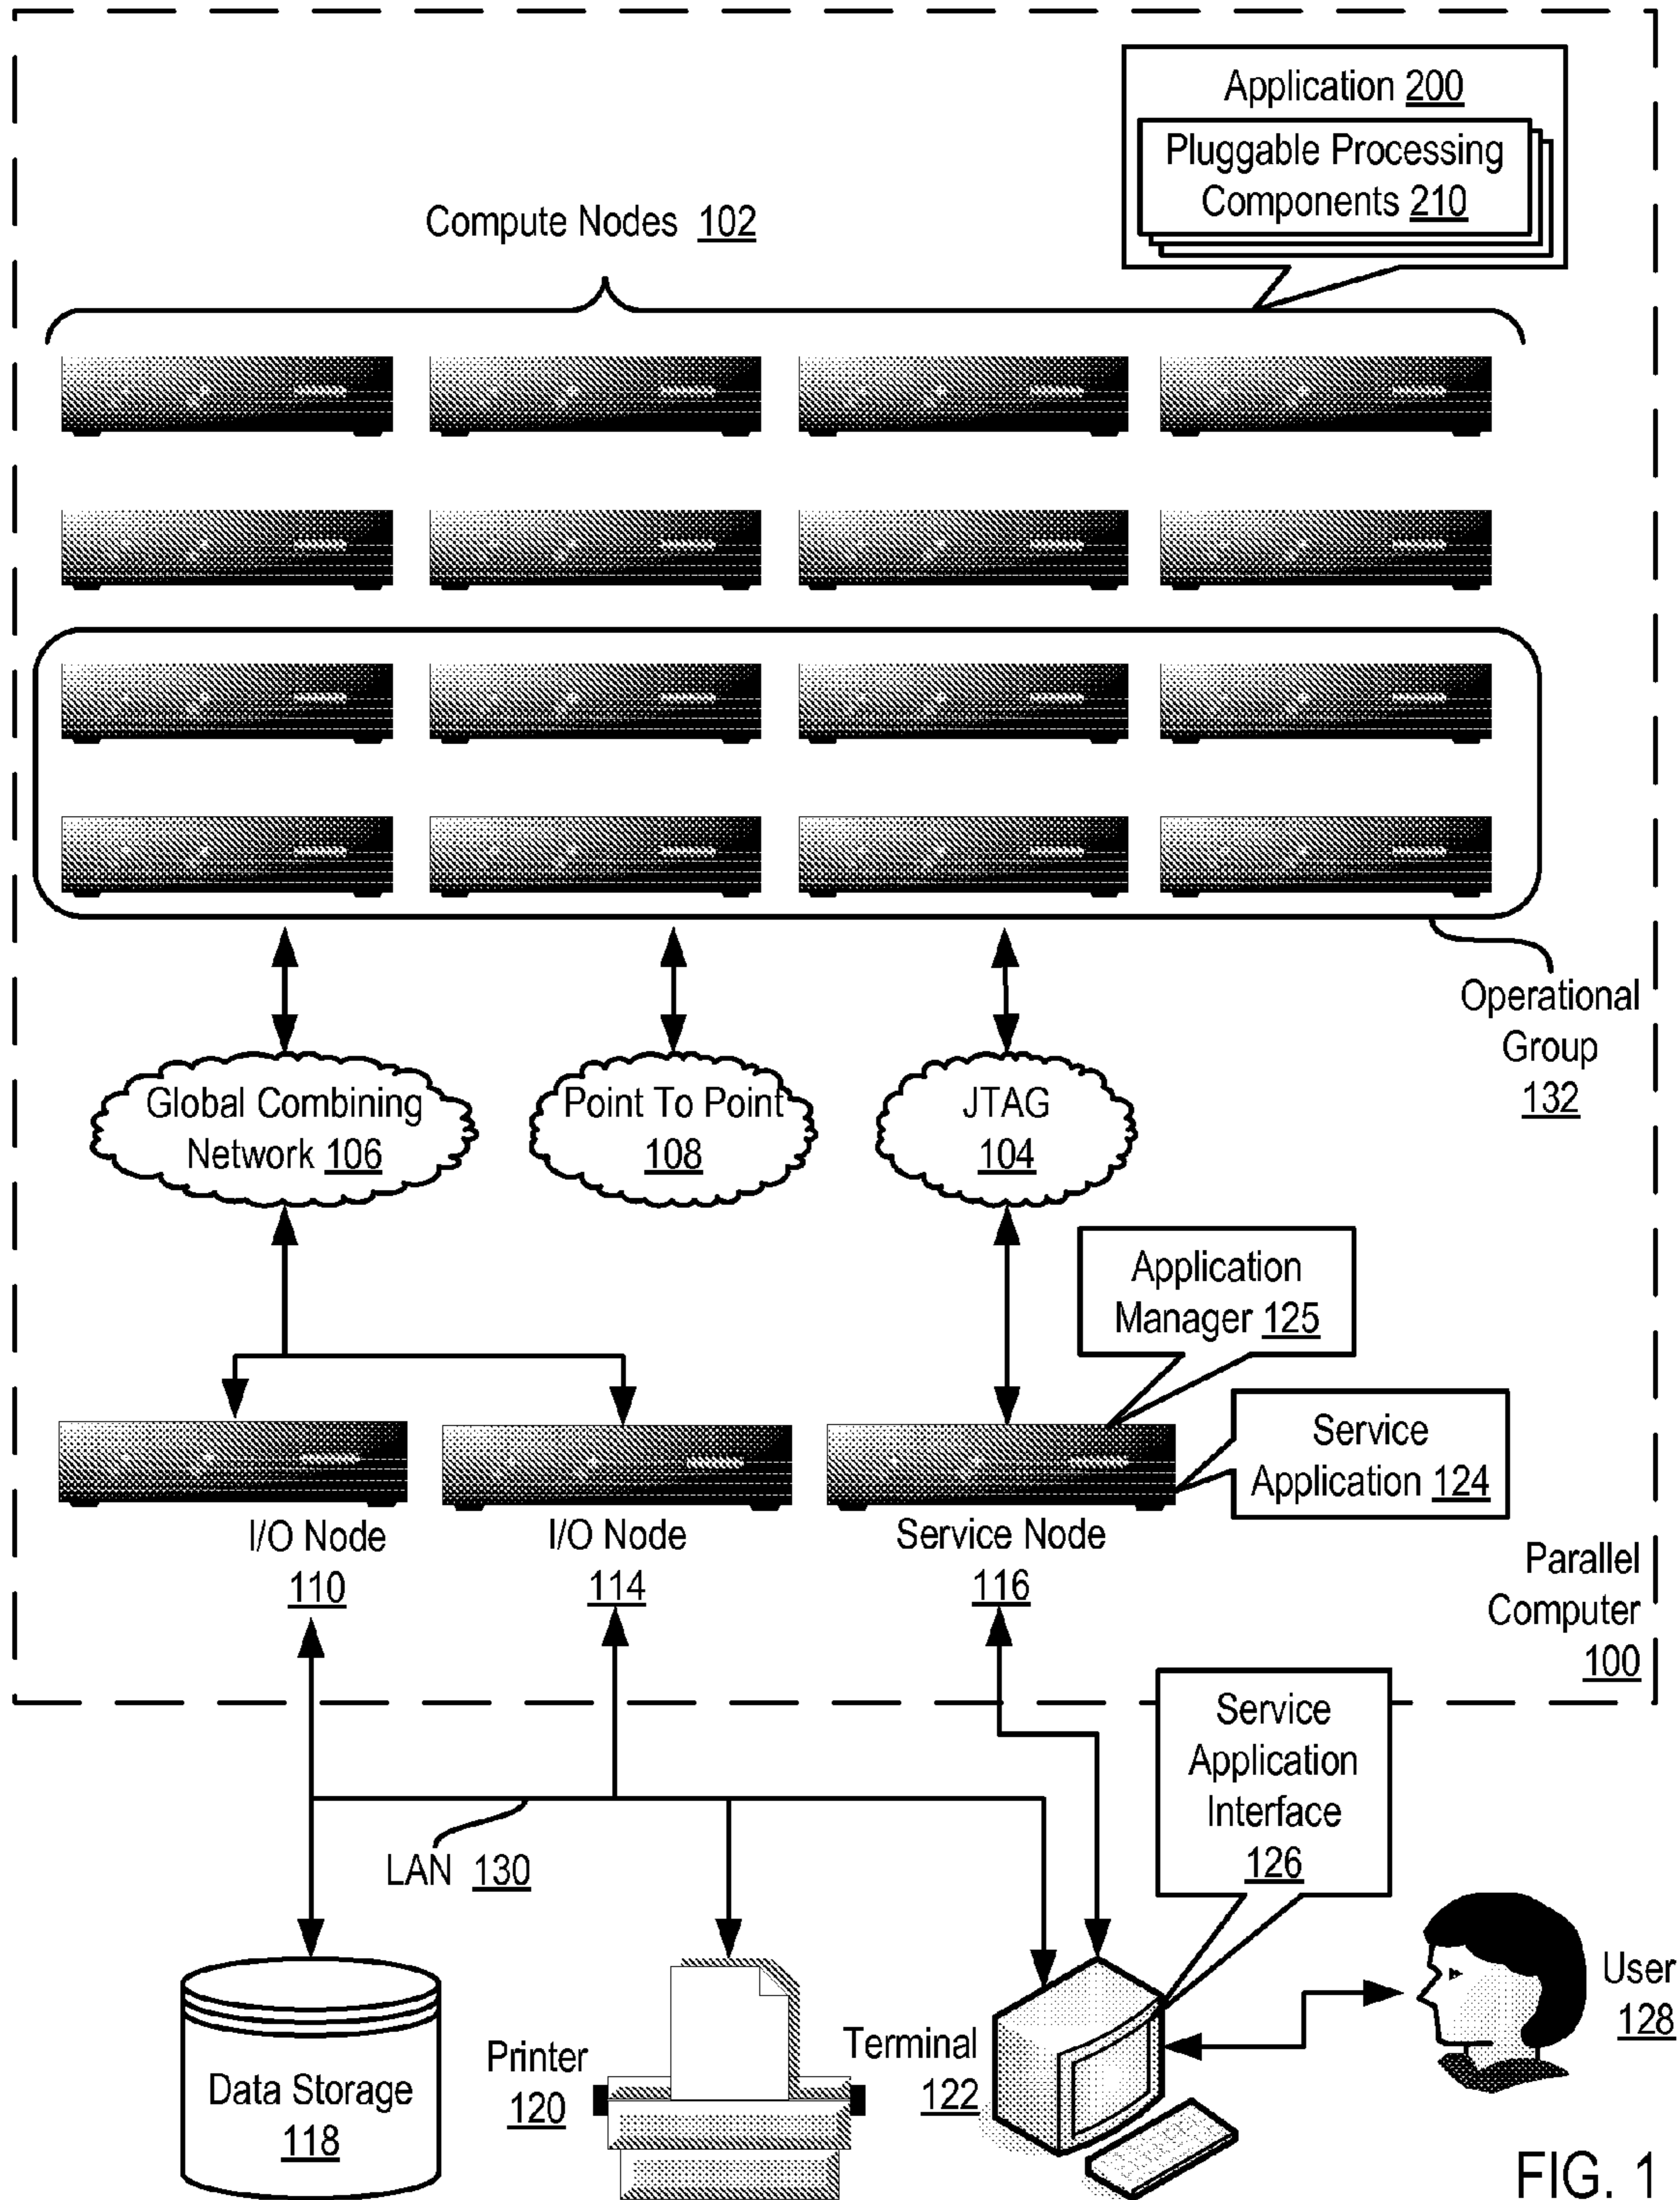 Application 200
Pluggable Processing
Components 210
Compute Nodes 102
Operational
Group
132
Global Combining
Network 106
Point To Point
108
JTAG
104
Application
Manager 125
Service
Application 124
I/O Node
110
I/O Node
114
Service Node
116
Parallel
Computer
100
Service
Application
Interface
126
LAN 130
Data Storage
118
Printer
120
Terminal
122
User
128
FIG. 1